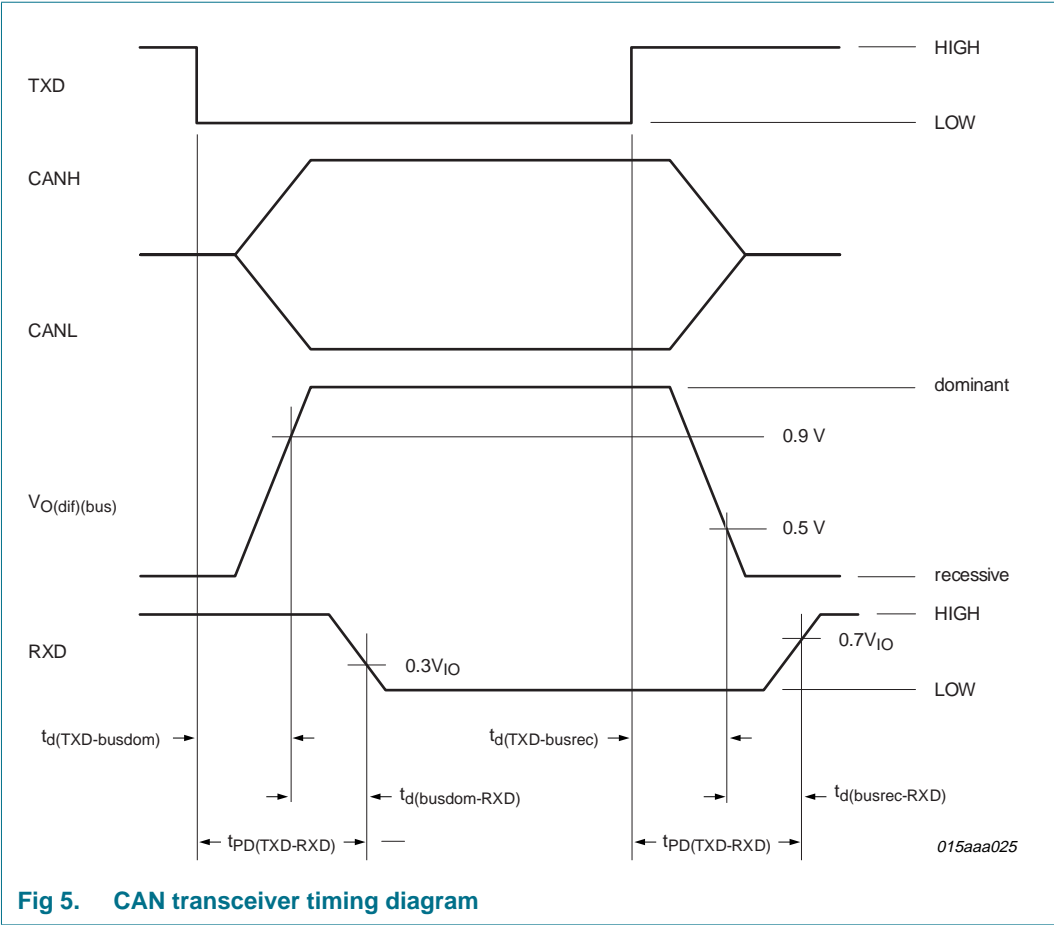 TXD
HIGH
LOW
CANH
CANL
dominant
0.9 V
VO(dif)(bus)
0.5 V
recessive
HIGH
RXD
0.3VIO
0.7VIO
LOW
td(TXD-busdom)
td(TXD-busrec)
td(busdom-RXD)
td(busrec-RXD)
tPD(TXD-RXD)
tPD(TXD-RXD)
015aaa025
Fig 5. CAN transceiver timing diagram